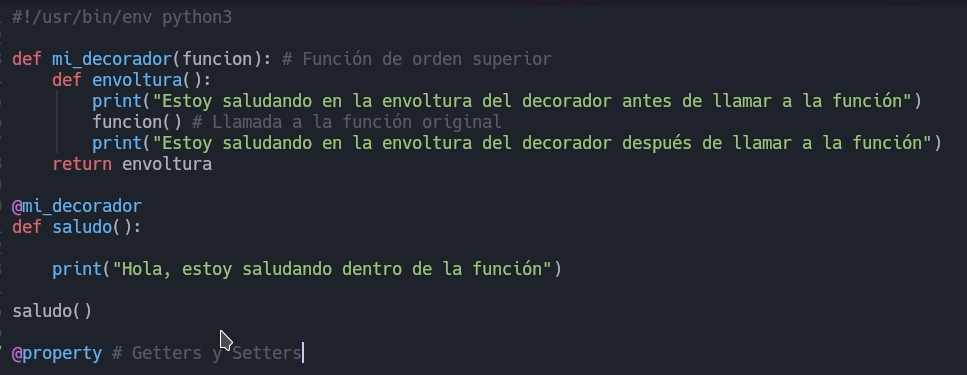 #!/usr/bin/env python3
def mi_decorador(funcion): # Función de orden superior
    def envoltura():
        print("Estoy saludando en la envoltura del decorador antes de llamar a la función")
        funcion() # Llamada a la función original
        print("Estoy saludando en la envoltura del decorador después de llamar a la función")
    return envoltura
@mi_decorador
def saludo():
    print("Hola, estoy saludando dentro de la función")
saludo()
@property # Getters y Setters